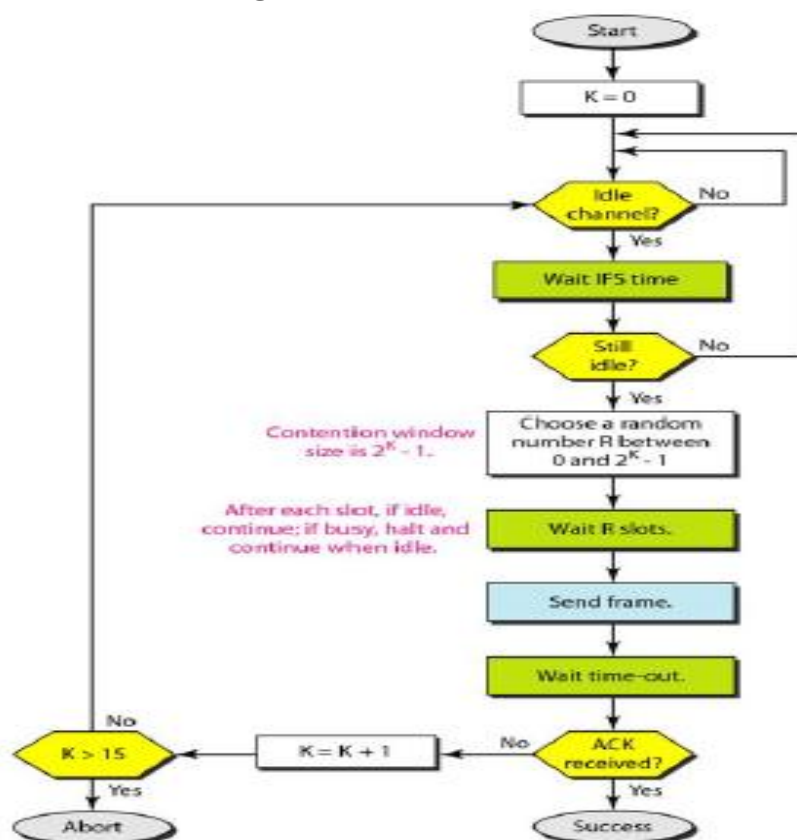 Start
K = 0
Idle
channel?
No
Yes
Wait IFS time
Still
idle?
No
Yes
Contention window
size is 2^K - 1.
Choose a random
number R between
0 and 2^K - 1
After each slot, if idle,
continue; if busy, halt and
continue when idle.
Wait R slots.
Send frame.
Wait time-out.
ACK
received?
No
K = K + 1
K > 15
No
Yes
Abort
Yes
Success